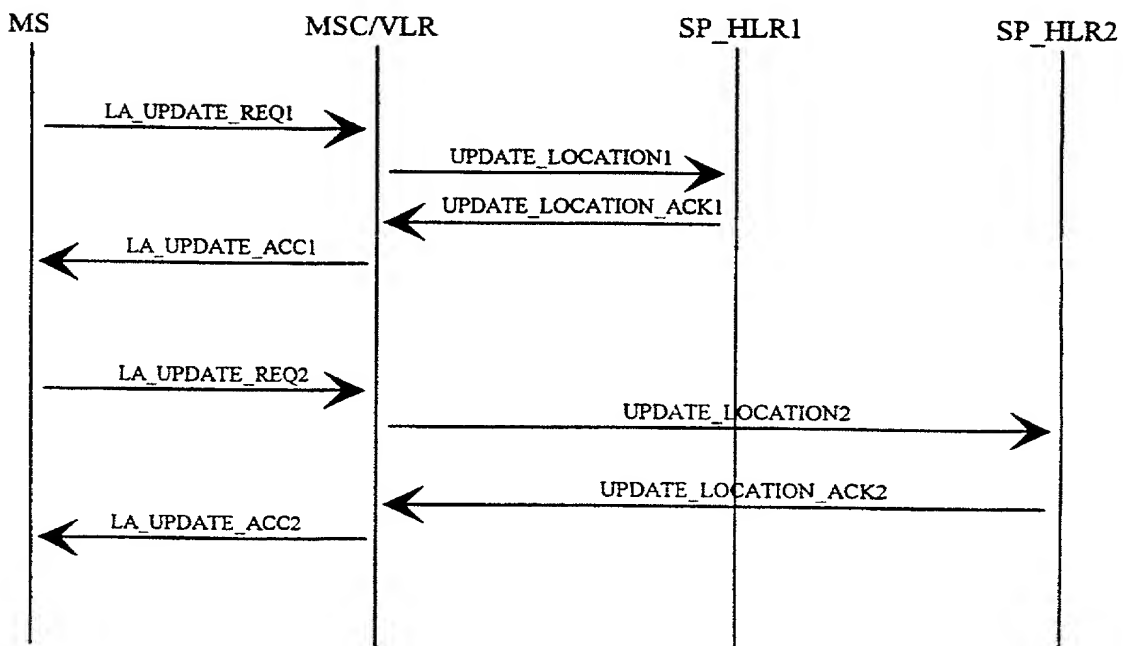 MS
MSC/VLR
SP_HLR1
SP_HLR2
LA_UPDATE_REQ1
UPDATE_LOCATION1
UPDATE_LOCATION_ACK1
LA_UPDATE_ACC1
LA_UPDATE_REQ2
UPDATE_LOCATION2
UPDATE_LOCATION_ACK2
LA_UPDATE_ACC2